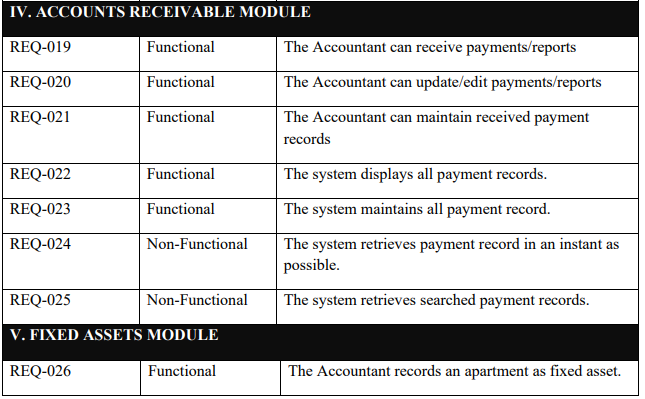 IV. ACCOUNTS RECEIVABLE MODULE
REQ-019 Functional The Accountant can receive payments/reports
REQ-020 Functional The Accountant can update/edit payments/reports
REQ-021 Functional The Accountant can maintain received payment
records
REQ-022 Functional The system displays all payment records.
REQ-023 Functional The system maintains all payment record.
REQ-024 Non-Functional The system retrieves payment record in an instant as
possible.
REQ-025 Non-Functional The system retrieves searched payment records.
V. FIXED ASSETS MODULE
REQ-026 Functional The Accountant records an apartment as fixed asset.